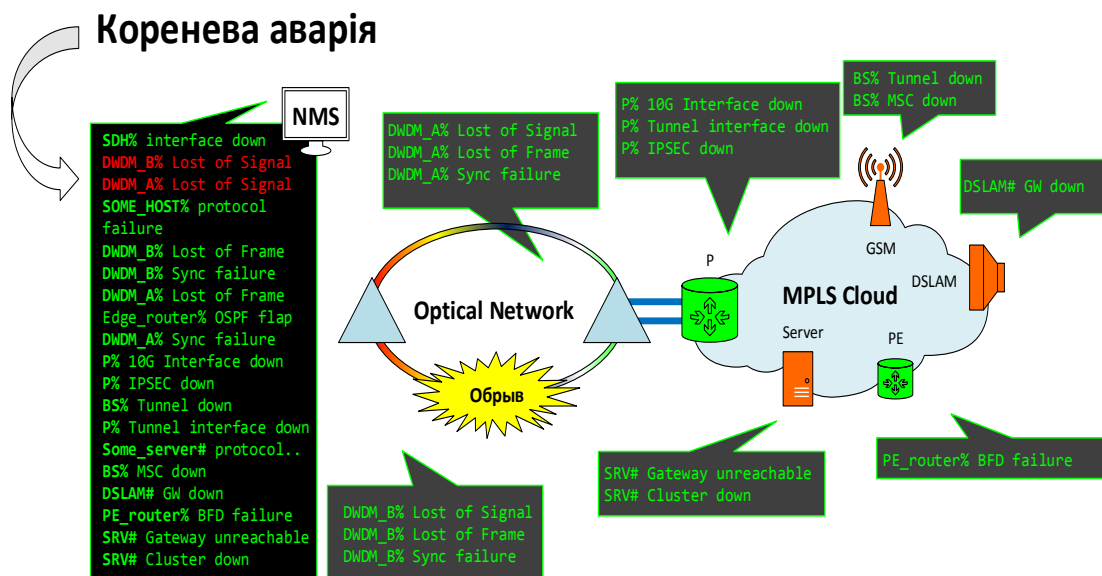 Коренева аварія
NMS
SDH% interface down
DWDM_B% Lost of Signal
DWDM_A% Lost of Signal
SOME_HOST% protocol
failure
DWDM_B% Lost of Frame
DWDM_B% Sync failure
DWDM_A% Lost of Frame
Edge_router% OSPF flap
DWDM_A% Sync failure
P% 10G Interface down
P% IPSEC down
BS% Tunnel down
P% Tunnel interface down
Some_server# protocol..
BS% MSC down
DSLAM# GW down
PE_router% BFD failure
SRV# Gateway unreachable
SRV# Cluster down
DWDM_A% Lost of Signal
DWDM_A% Lost of Frame
DWDM_A% Sync failure
P% 10G Interface down
P% Tunnel interface down
P% IPSEC down
BS% Tunnel down
BS% MSC down
DSLAM# GW down
Optical Network
Обрыв
P
MPLS Cloud
GSM
DSLAM
Server
PE
DWDM_B% Lost of Signal
DWDM_B% Lost of Frame
DWDM_B% Sync failure
SRV# Gateway unreachable
SRV# Cluster down
PE_router% BFD failure